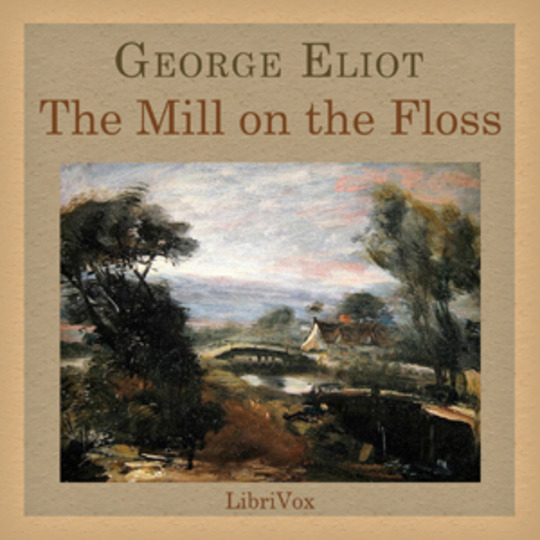 George Eliot
The Mill on the Floss
LibriVox